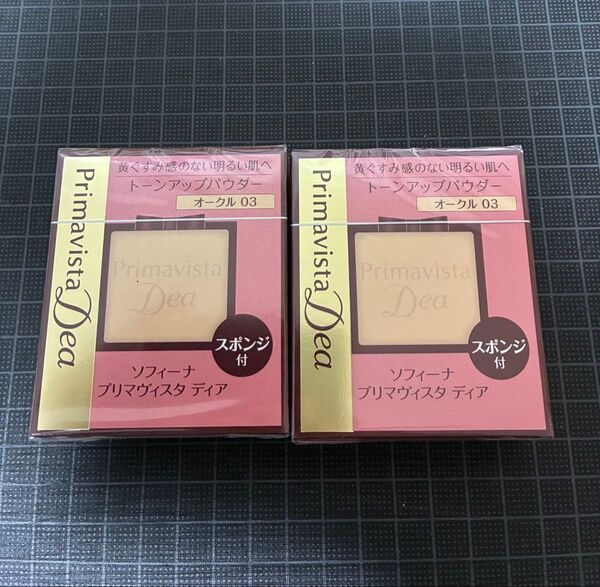 黄ぐすみ感のない明るい肌へ
トーンアップパウダー
オークル 03
Primavista Dea
Primavista
Dea
スポンジ
付
ソフィーナ
プリマヴィスタ ディア
黄ぐすみ感のない明るい肌へ
トーンアップパウダー
オークル 03
Primavista Dea
Primavista
Dea
スポンジ
付
ソフィーナ
プリマヴィスタ ディア